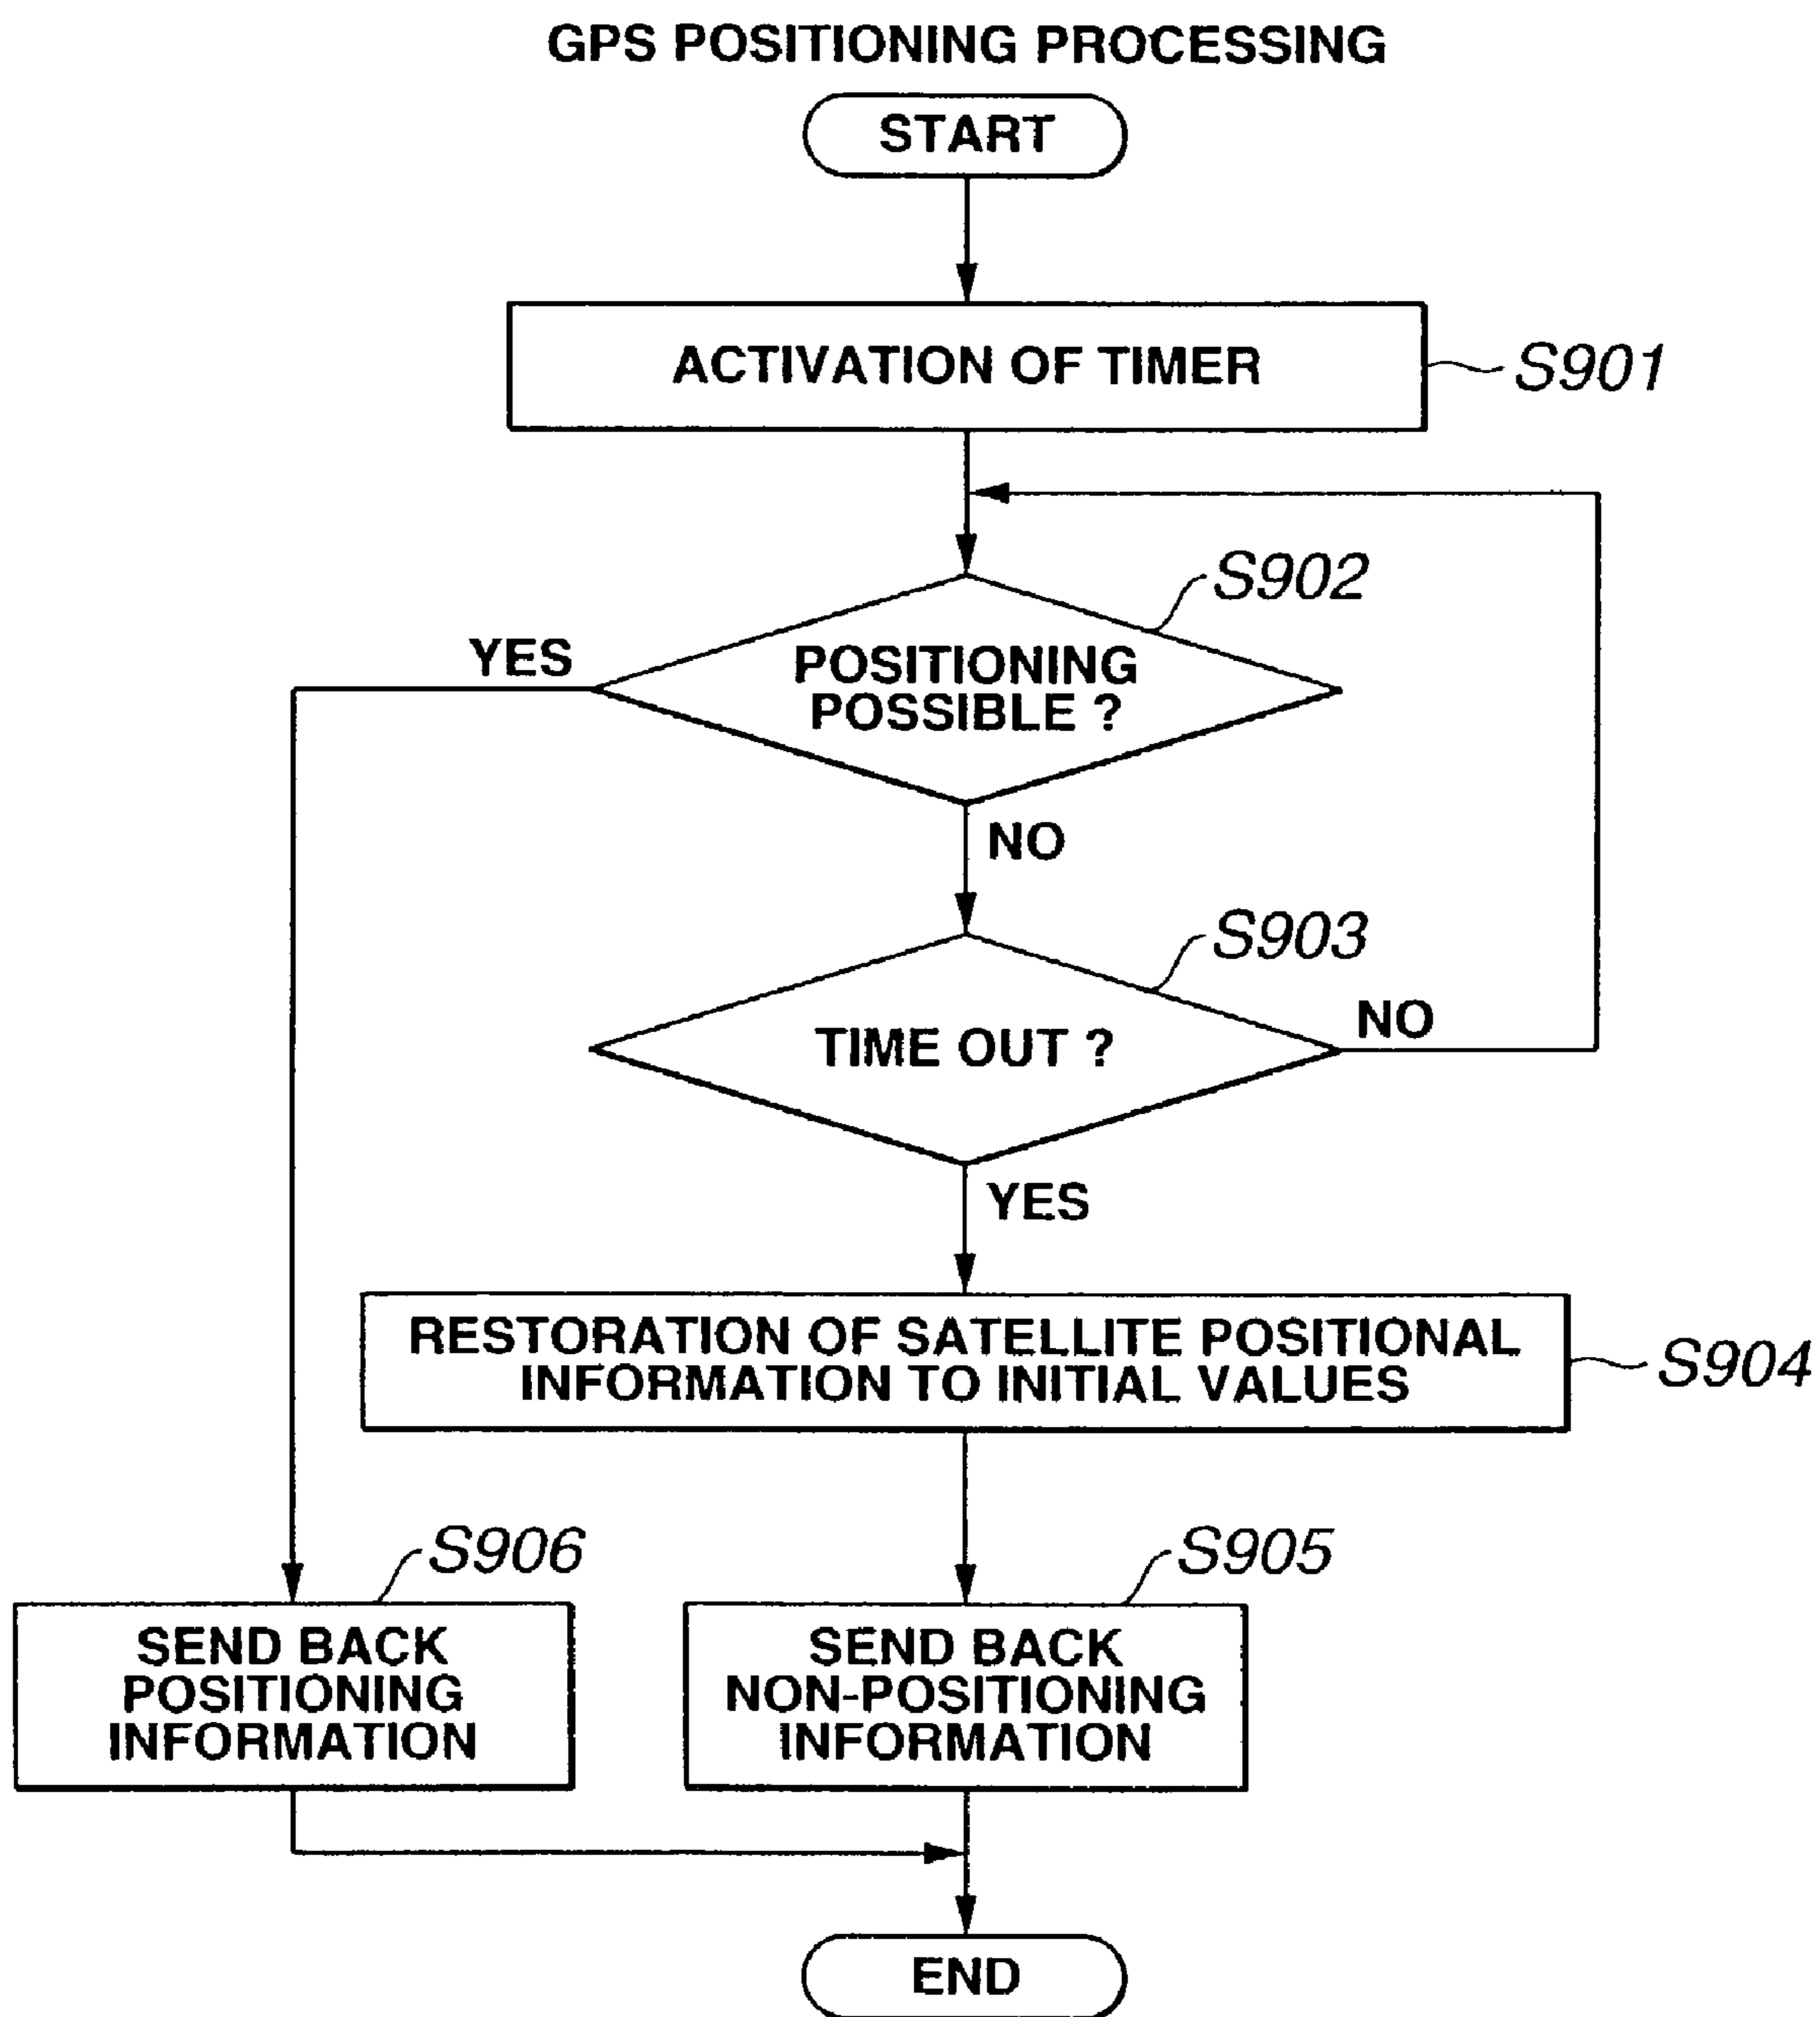 GPS POSITIONING PROCESSING
START
ACTIVATION OF TIMER
S901
S902
YES
POSITIONING
POSSIBLE ?
NO
S903
TIME OUT ?
NO
YES
RESTORATION OF SATELLITE POSITIONAL
INFORMATION TO INITIAL VALUES
S904
S906
S905
SEND BACK
POSITIONING
INFORMATION
SEND BACK
NON-POSITIONING
INFORMATION
END